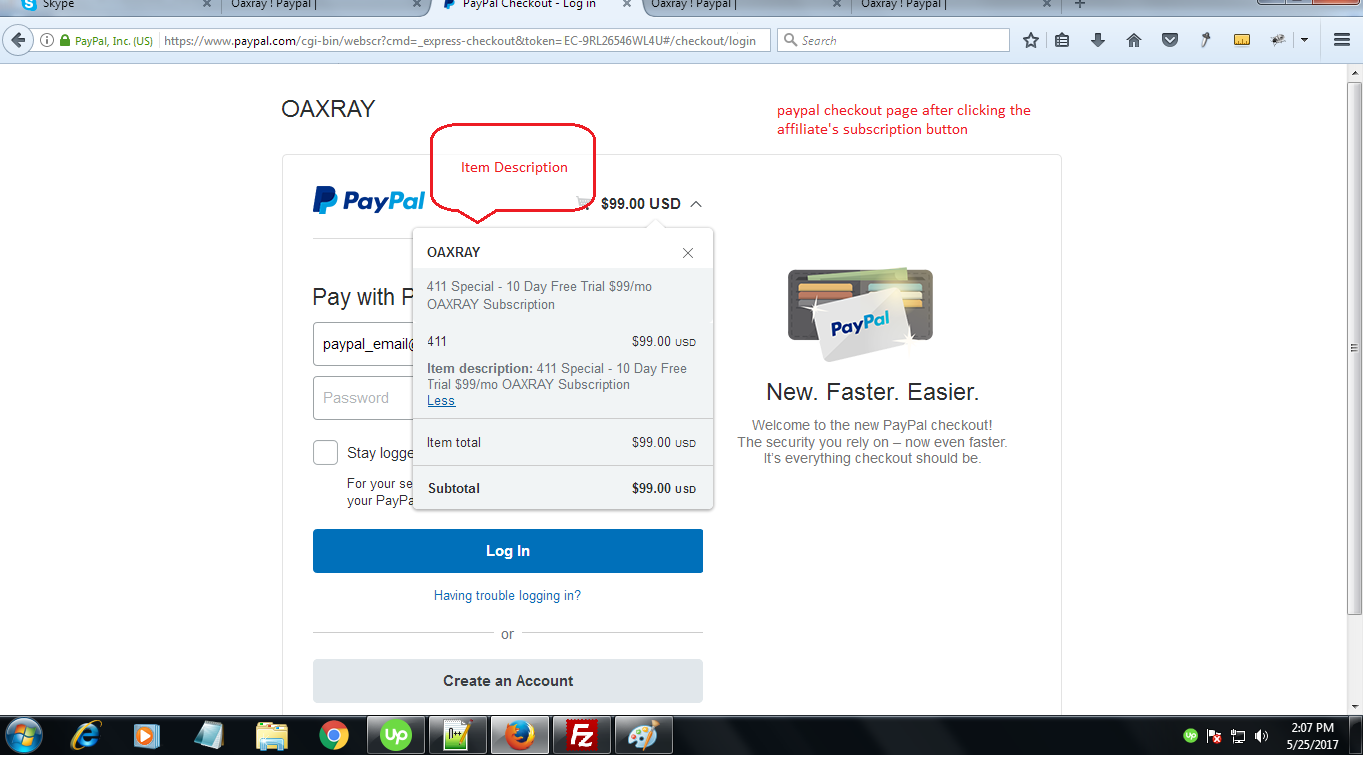 Skype
Oaxray ! Paypal |
PayPal Checkout - Log in
Oaxray ! Paypal |
Oaxray ! Paypal |
PayPal, Inc. (US)
https://www.paypal.com/cgi-bin/webscr?cmd=_express-checkout&token=EC-9RL26546WL4U#/checkout/login
Search
OAXRAY
paypal checkout page after clicking the
affiliate's subscription button
Item Description
PayPal
$99.00 USD
OAXRAY
411 Special - 10 Day Free Trial $99/mo
OAXRAY Subscription
411 $99.00 USD
Item description: 411 Special - 10 Day Free
Trial $99/mo OAXRAY Subscription
Less
Item total $99.00 USD
Subtotal $99.00 USD
Pay with P
paypal_email@
Password
Stay logge
For your se
your PayPa
Log In
Having trouble logging in?
or
Create an Account
PayPal
New. Faster. Easier.
Welcome to the new PayPal checkout!
The security you rely on – now even faster.
It's everything checkout should be.
2:07 PM
5/25/2017